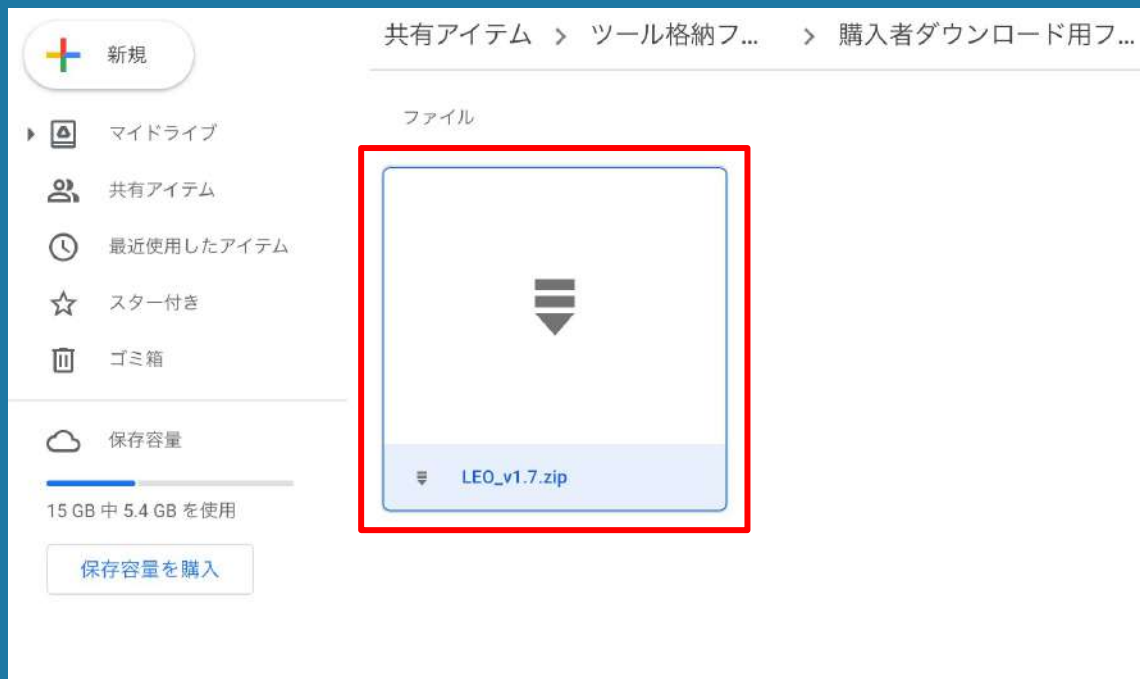 新規
共有アイテム > ツール格納フ... > 購入者ダウンロード用フ...
マイドライブ
共有アイテム
最近使用したアイテム
スター付き
ゴミ箱
保存容量
15 GB 中 5.4 GB を使用
保存容量を購入
ファイル
LEO_v1.7.zip